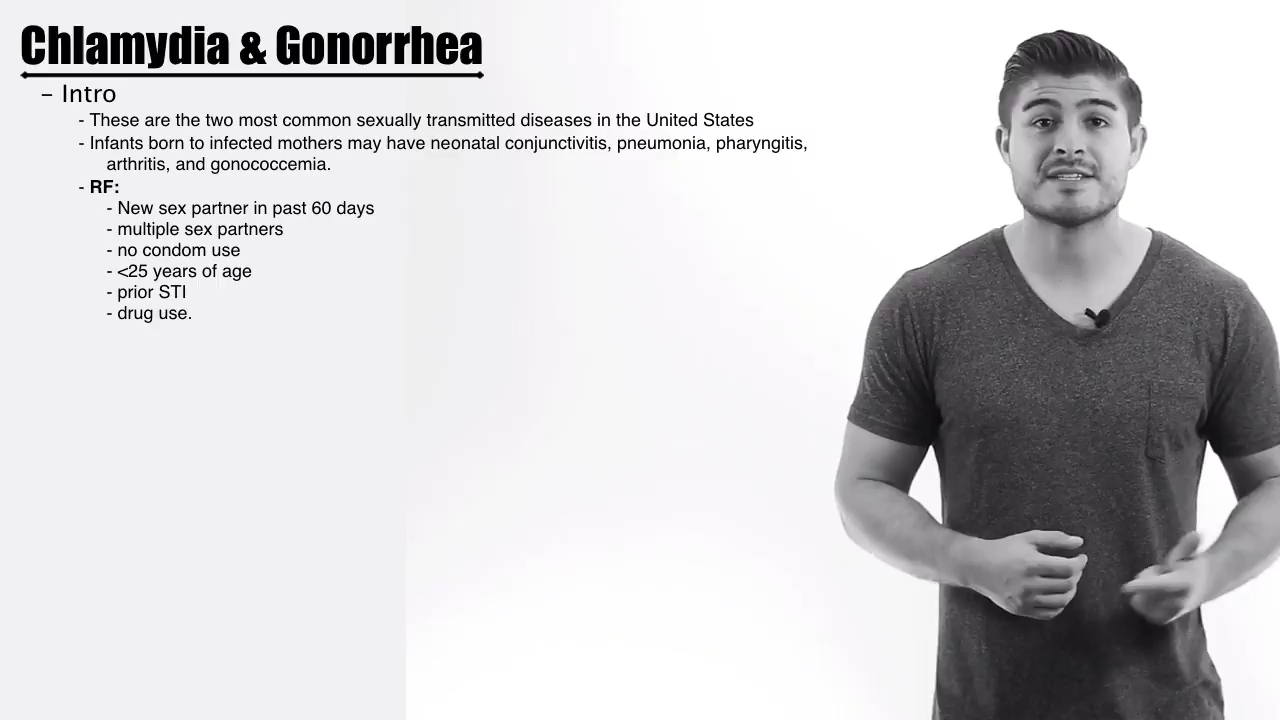 Chlamydia & Gonorrhea
– Intro
- These are the two most common sexually transmitted diseases in the United States
- Infants born to infected mothers may have neonatal conjunctivitis, pneumonia, pharyngitis,
arthritis, and gonococcemia.
- RF:
- New sex partner in past 60 days
- multiple sex partners
- no condom use
- <25 years of age
- prior STI
- drug use.